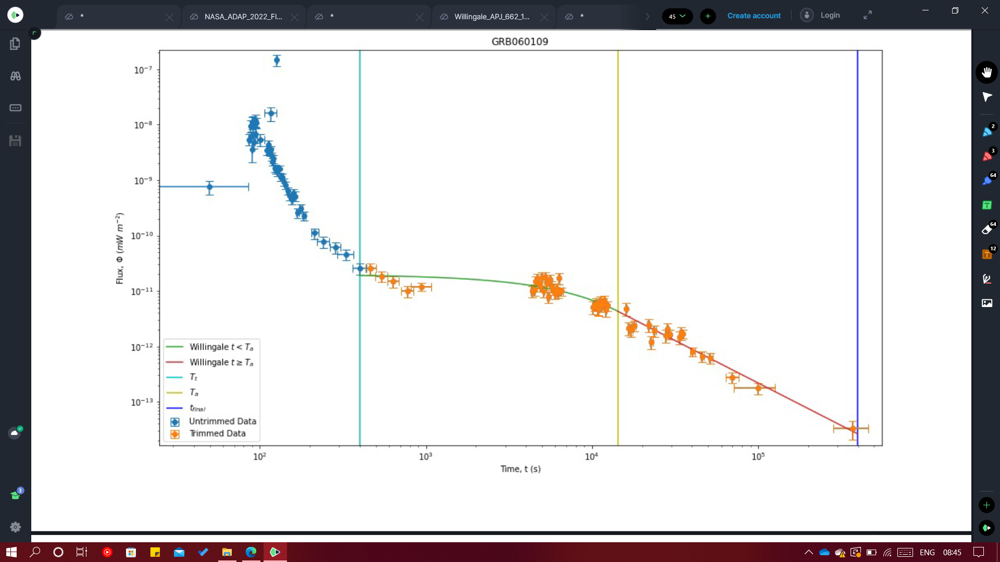 *
NASA_ADAP_2022_Fl...
*
Willingale_APJ_662_1...
*
45
Create account
Login
GRB060109
10⁻⁷
10⁻⁸
10⁻⁹
10⁻¹⁰
10⁻¹¹
10⁻¹²
10⁻¹³
Flux, Φ (mW m⁻²)
Willingale t < Tₐ
Willingale t ≥ Tₐ
Tₜ
Tₐ
t_final
Untrimmed Data
Trimmed Data
10²
10³
10⁴
10⁵
Time, t (s)
2
3
64
T
64
T
12
3
ENG
08:45